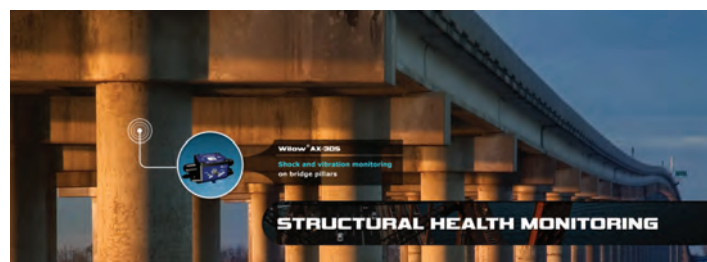 Willow® AX-3DS
Shock and vibration monitoring
on bridge pillars
STRUCTURAL HEALTH MONITORING